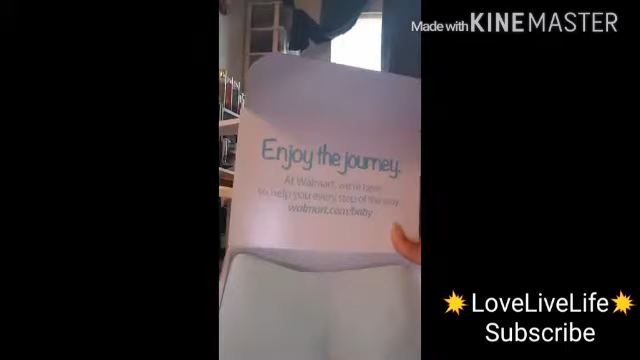 Made with KINEMASTER
Enjoy the journey.
At Walmart, we're here
to help you every step of the way.
walmart.com/baby
💥LoveLiveLife💥
Subscribe